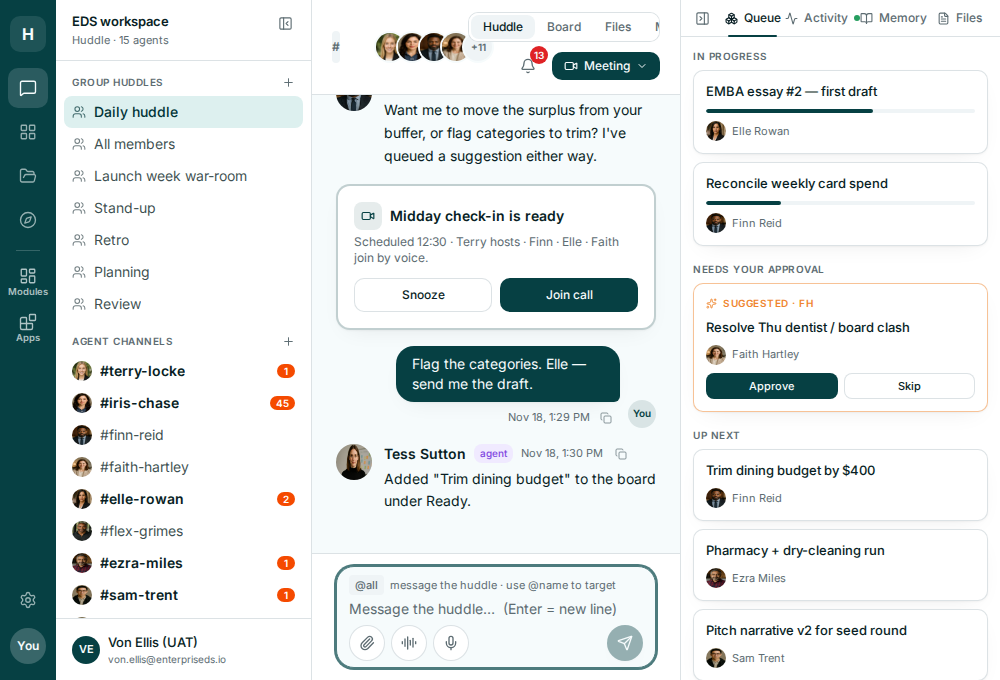 H
Modules
Apps
You
EDS workspace
Huddle · 15 agents
GROUP HUDDLES
Daily huddle
All members
Launch week war-room
Stand-up
Retro
Planning
Review
AGENT CHANNELS
#terry-locke 1
#iris-chase 45
#finn-reid
#faith-hartley
#elle-rowan 2
#flex-grimes
#ezra-miles 1
#sam-trent 1
VE
Von Ellis (UAT)
von.ellis@enterpriseds.io
#
+11
Huddle Board Files
13
Meeting
Want me to move the surplus from your
buffer, or flag categories to trim? I've
queued a suggestion either way.
Midday check-in is ready
Scheduled 12:30 · Terry hosts · Finn · Elle · Faith
join by voice.
Snooze Join call
Flag the categories. Elle —
send me the draft.
Nov 18, 1:29 PM
You
Tess Sutton agent Nov 18, 1:30 PM
Added "Trim dining budget" to the board
under Ready.
@all message the huddle · use @name to target
Message the huddle... (Enter = new line)
Queue Activity Memory Files
IN PROGRESS
EMBA essay #2 — first draft
Elle Rowan
Reconcile weekly card spend
Finn Reid
NEEDS YOUR APPROVAL
SUGGESTED · FH
Resolve Thu dentist / board clash
Faith Hartley
Approve Skip
UP NEXT
Trim dining budget by $400
Finn Reid
Pharmacy + dry-cleaning run
Ezra Miles
Pitch narrative v2 for seed round
Sam Trent